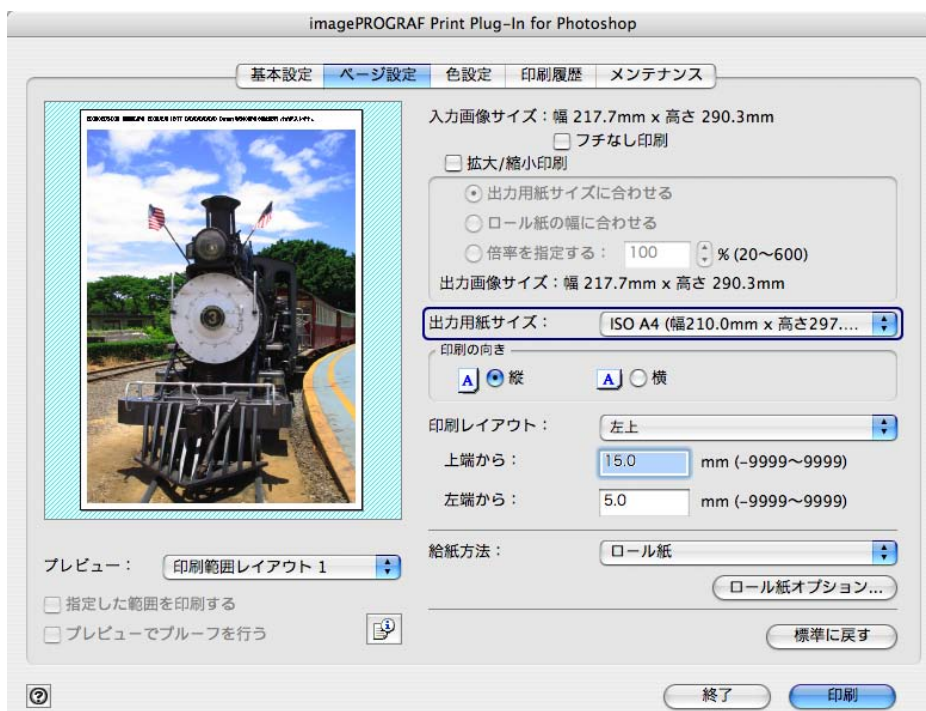 imagePROGRAF Print Plug-In for Photoshop
基本設定 ページ設定 色設定 印刷履歴 メンテナンス
入力画像サイズ：幅 217.7mm x 高さ 290.3mm
フチなし印刷
拡大/縮小印刷
出力用紙サイズに合わせる
ロール紙の幅に合わせる
倍率を指定する： 100 % (20～600)
出力画像サイズ：幅 217.7mm x 高さ 290.3mm
出力用紙サイズ： ISO A4 (幅210.0mm x 高さ297....
印刷の向き
A 縦 A 横
印刷レイアウト： 左上
上端から： 15.0 mm (-9999～9999)
左端から： 5.0 mm (-9999～9999)
給紙方法： ロール紙
ロール紙オプション...
プレビュー： 印刷範囲レイアウト 1
指定した範囲を印刷する
プレビューでプルーフを行う
標準に戻す
? 終了 印刷
3